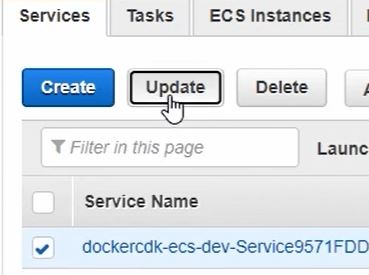 Services Tasks ECS Instances
Create Update Delete
Filter in this page Launc
Service Name
dockercdk-ecs-dev-Service9571FDD